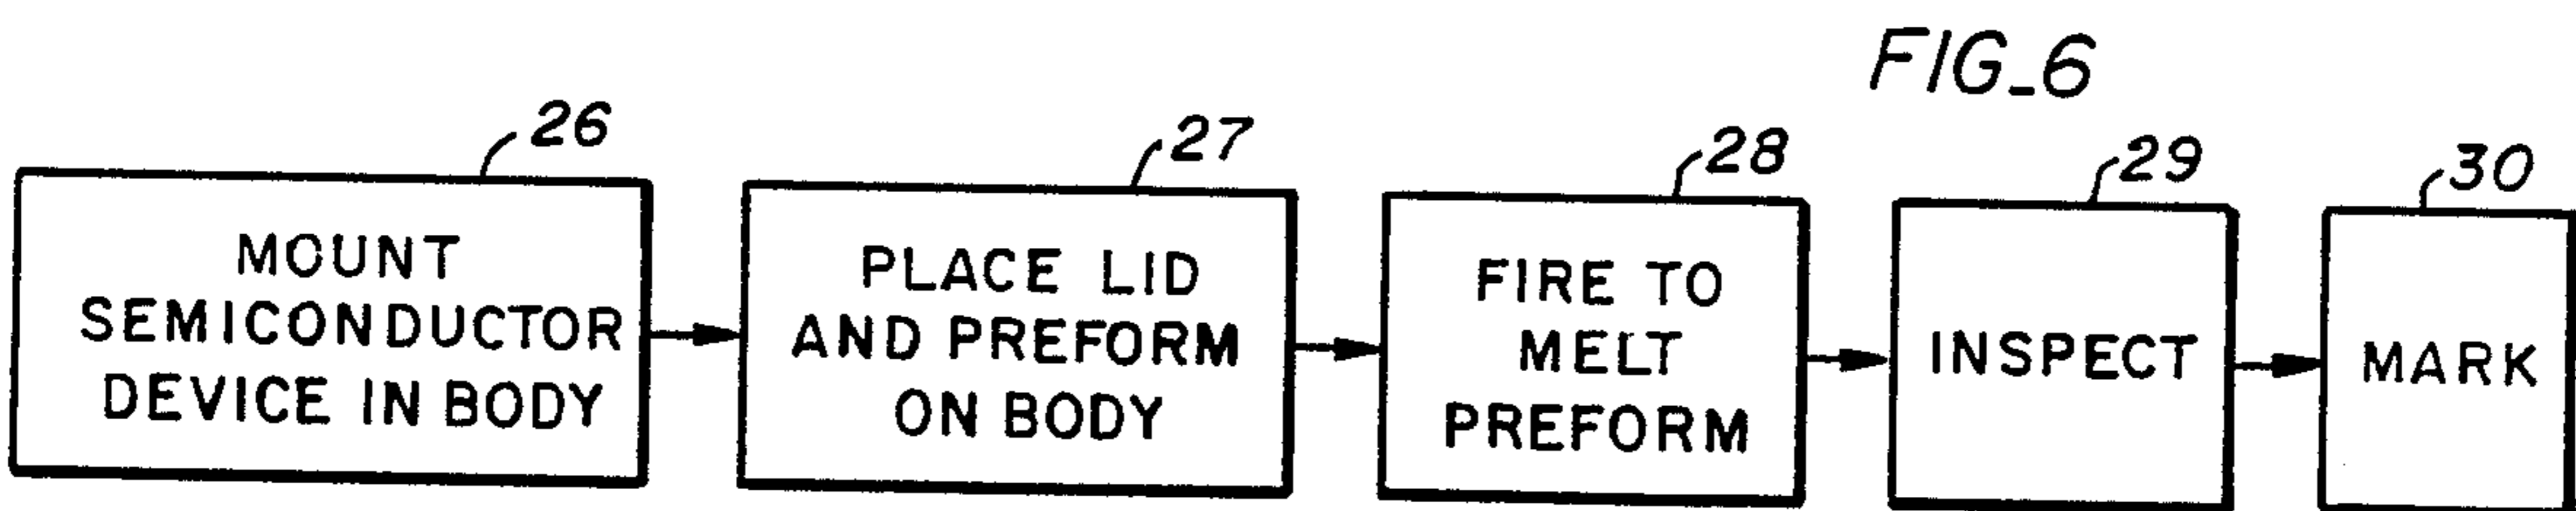 FIG_6
26
MOUNT
SEMICONDUCTOR
DEVICE IN BODY
27
PLACE LID
AND PREFORM
ON BODY
28
FIRE TO
MELT
PREFORM
29
INSPECT
30
MARK